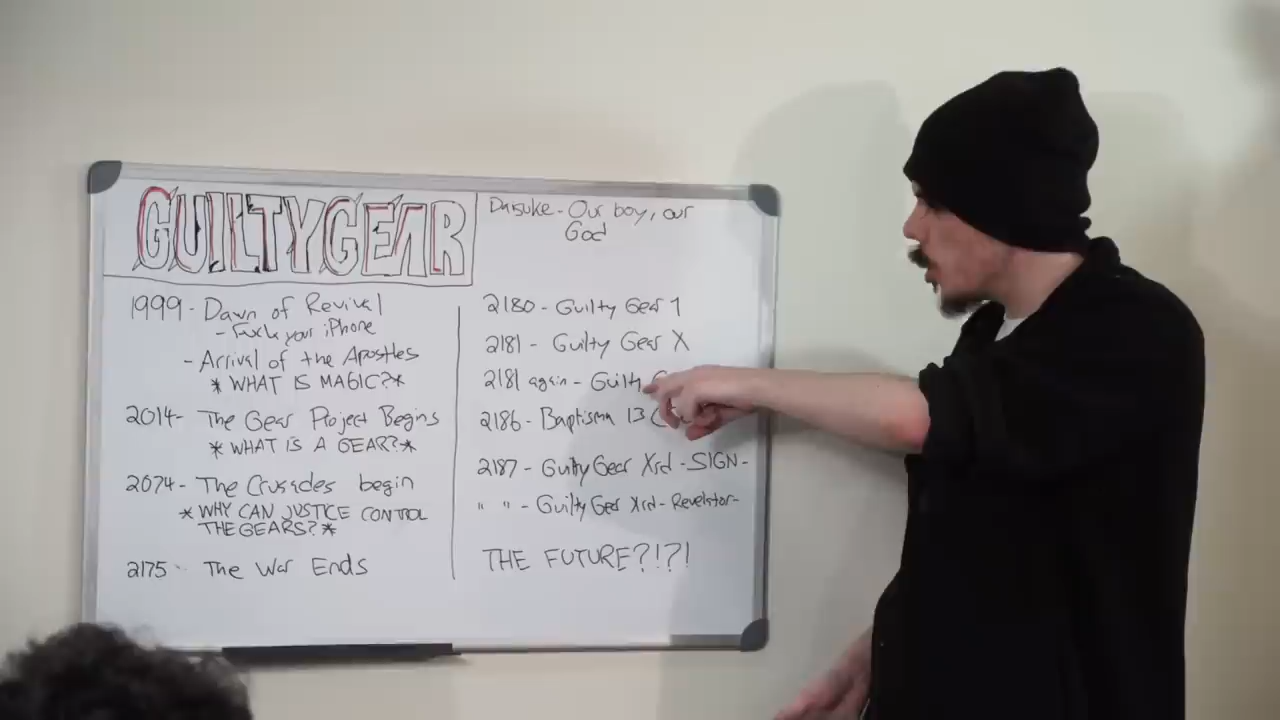 GUILTYGEAR
Daisuke - Our boy, our
God
1999 - Dawn of Revival
- Fuck your iPhone
- Arrival of the Apostles
*WHAT IS MAGIC?*
2014 - The Gear Project Begins
*WHAT IS A GEAR?*
2074 - The Crusades begin
*WHY CAN JUSTICE CONTROL
THE GEARS?*
2175 - The War Ends
2180 - Guilty Gear 1
2181 - Guilty Gear X
2181 again - Guilty
2186 - Baptisma 13
2187 - Guilty Gear Xrd -SIGN-
" " - Guilty Gear Xrd - Revelator-
THE FUTURE?!?!